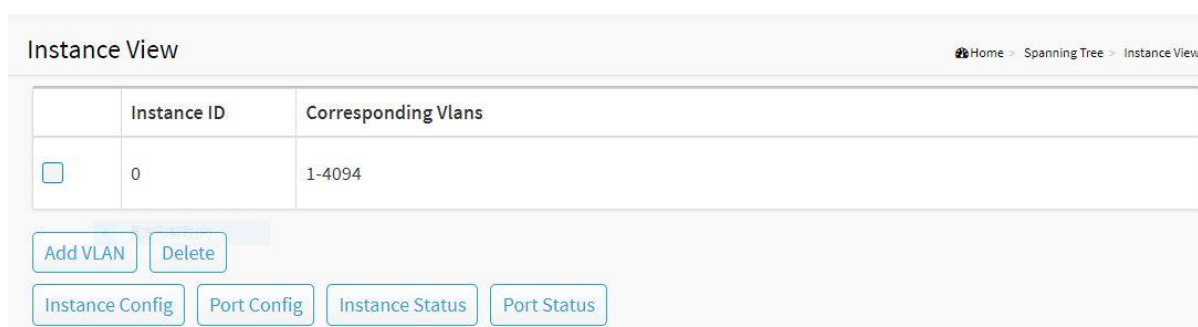 Instance View
Home > Spanning Tree > Instance View
Instance ID Corresponding Vlans
0 1-4094
Add VLAN Delete
Instance Config Port Config Instance Status Port Status